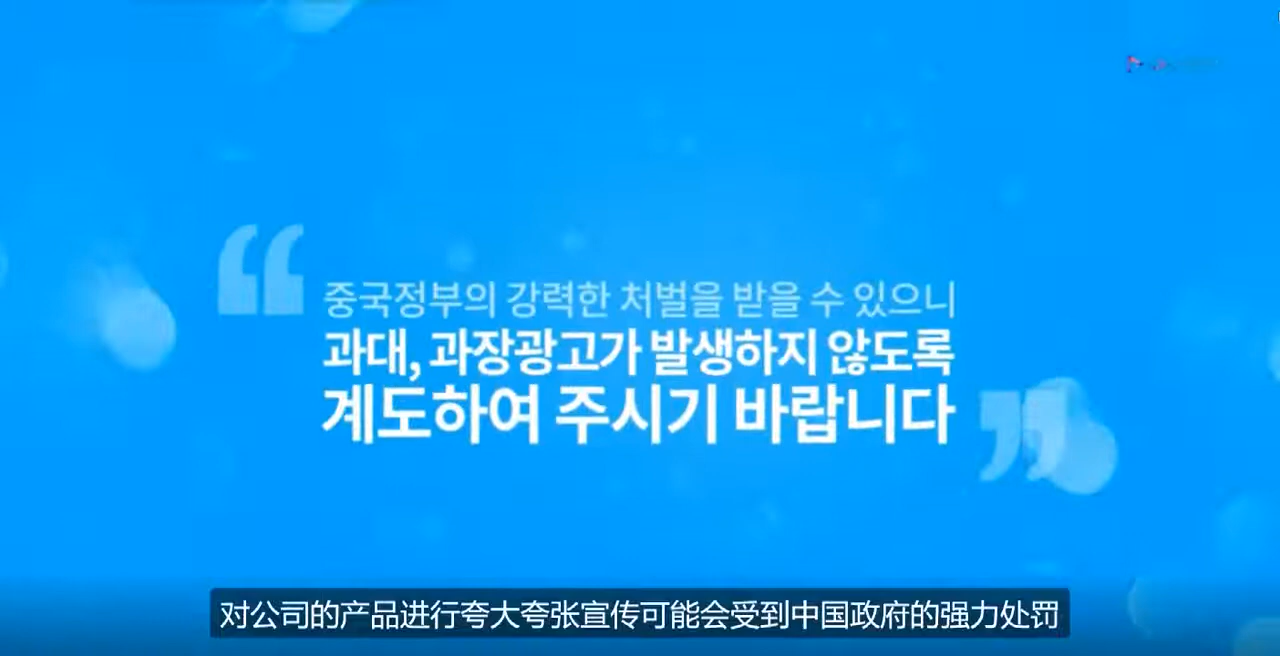 중국정부의 강력한 처벌을 받을 수 있으니
과대, 과장광고가 발생하지 않도록
계도하여 주시기 바랍니다
对公司的产品进行夸大夸张宣传可能会受到中国政府的强力处罚